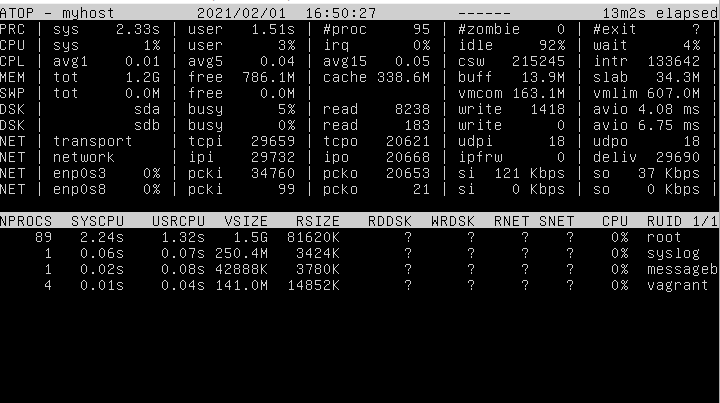 ATOP - myhost 2021/02/01 16:50:27 ------ 13m2s elapsed
PRC | sys 2.33s | user 1.51s | #proc 95 | #zombie 0 | #exit ? |
CPU | sys 1% | user 3% | irq 0% | idle 92% | wait 4% |
CPL | avg1 0.01 | avg5 0.04 | avg15 0.05 | csw 215245 | intr 133642 |
MEM | tot 1.2G | free 786.1M | cache 338.6M | buff 13.9M | slab 34.3M |
SWP | tot 0.0M | free 0.0M | | vmcom 163.1M | vmlim 607.0M |
DSK | sda | busy 5% | read 8238 | write 1418 | avio 4.08 ms |
DSK | sdb | busy 0% | read 183 | write 0 | avio 6.75 ms |
NET | transport | tcpi 29659 | tcpo 20621 | udpi 18 | udpo 18 |
NET | network | ipi 29732 | ipo 20668 | ipfrw 0 | deliv 29690 |
NET | enp0s3 0% | pcki 34760 | pcko 20653 | si 121 Kbps | so 37 Kbps |
NET | enp0s8 0% | pcki 99 | pcko 21 | si 0 Kbps | so 0 Kbps |
NPROCS SYSCPU USRCPU VSIZE RSIZE RDDSK WRDSK RNET SNET CPU RUID 1/1
89 2.24s 1.32s 1.5G 81620K ? ? ? ? 0% root
1 0.06s 0.07s 250.4M 3424K ? ? ? ? 0% syslog
1 0.02s 0.08s 42888K 3780K ? ? ? ? 0% messageb
4 0.01s 0.04s 141.0M 14852K ? ? ? ? 0% vagrant